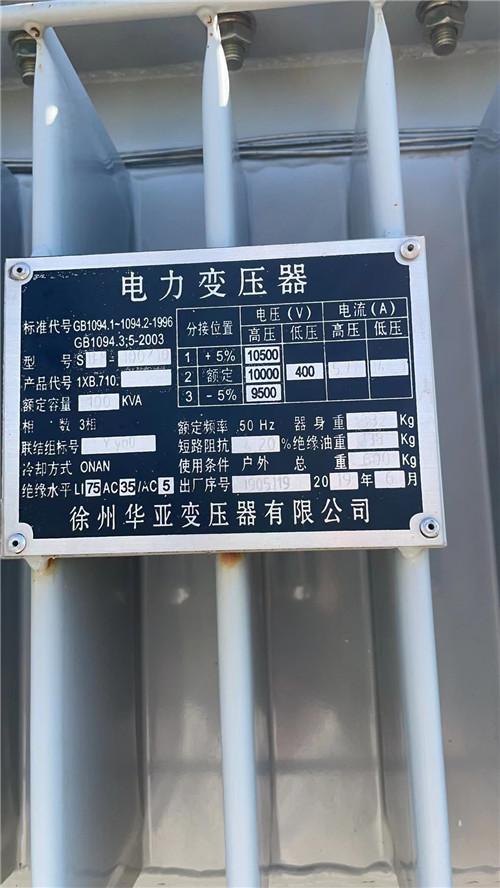 电力变压器
标准代号 GB1094.1~1094.2-1996
GB1094.3;5-2003
分接位置 电压(V) 电流(A)
高压 低压 高压 低压
型号 S
1 +5% 10500
产品代号 1XB.710.
2 额定 10000 400
额定容量 100 KVA
3 -5% 9500
相数 3相 额定频率 50 Hz 器身重 Kg
联结组标号 短路阻抗 % 绝缘油重 Kg
冷却方式 ONAN 使用条件 户外 总重 Kg
绝缘水平 LI 75 AC 35/AC 5 出厂序号 2019年6月
徐州华亚变压器有限公司